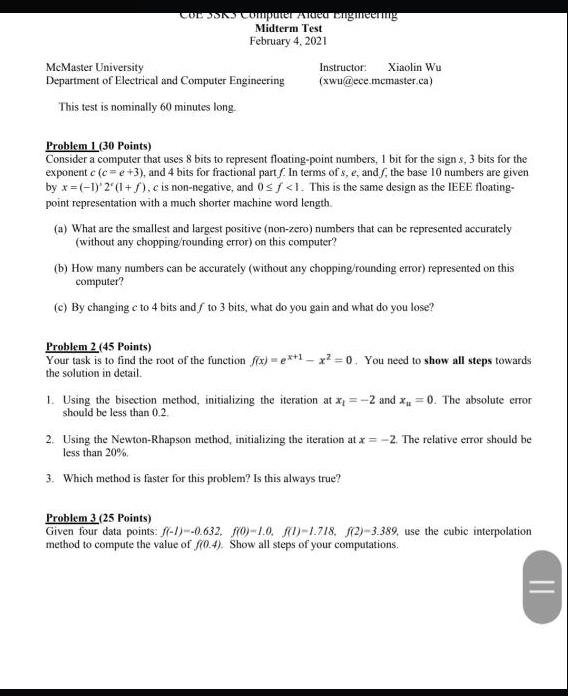 CoE 3SK3 Computer Aided Engineering
Midterm Test
February 4, 2021
McMaster University
Instructor: Xiaolin Wu
Department of Electrical and Computer Engineering
(xwu@ece.mcmaster.ca)
This test is nominally 60 minutes long.
Problem 1 (30 Points)
Consider a computer that uses 8 bits to represent floating-point numbers, 1 bit for the sign s, 3 bits for the
exponent c (c = e +3), and 4 bits for fractional part f. In terms of s, e, and f, the base 10 numbers are given
by x = (−1)ˢ 2ᵉ (1 + f), c is non-negative, and 0 ≤ f < 1. This is the same design as the IEEE floating-
point representation with a much shorter machine word length.
(a) What are the smallest and largest positive (non-zero) numbers that can be represented accurately
(without any chopping/rounding error) on this computer?
(b) How many numbers can be accurately (without any chopping/rounding error) represented on this
computer?
(c) By changing c to 4 bits and f to 3 bits, what do you gain and what do you lose?
Problem 2 (45 Points)
Your task is to find the root of the function f(x) = eˣ⁺¹ − x² = 0. You need to show all steps towards
the solution in detail.
1. Using the bisection method, initializing the iteration at xₗ = −2 and xᵤ = 0. The absolute error
should be less than 0.2.
2. Using the Newton-Rhapson method, initializing the iteration at x = −2. The relative error should be
less than 20%.
3. Which method is faster for this problem? Is this always true?
Problem 3 (25 Points)
Given four data points: f(-1)=-0.632, f(0)=1.0, f(1)=1.718, f(2)=3.389, use the cubic interpolation
method to compute the value of f(0.4). Show all steps of your computations.